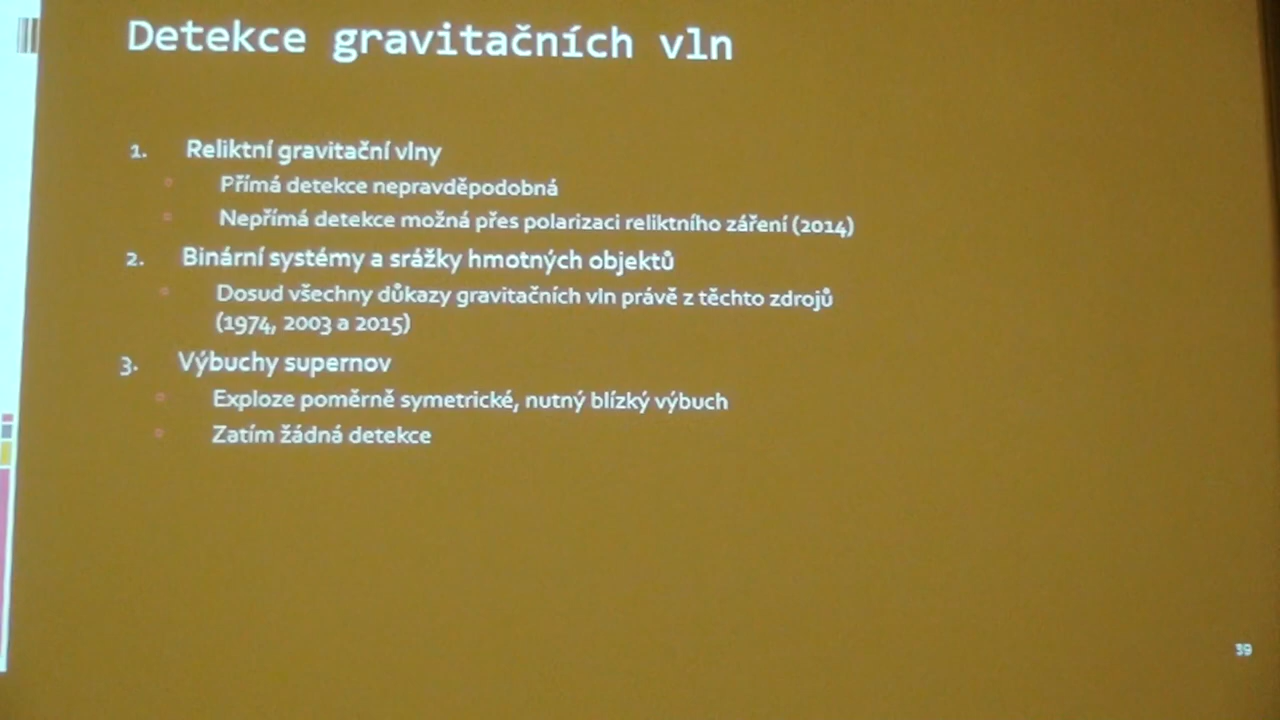 Detekce gravitačních vln
1. Reliktní gravitační vlny
Přímá detekce nepravděpodobná
Nepřímá detekce možná přes polarizaci reliktního záření (2014)
2. Binární systémy a srážky hmotných objektů
Dosud všechny důkazy gravitačních vln právě z těchto zdrojů
(1974, 2003 a 2015)
3. Výbuchy supernov
Exploze poměrně symetrické, nutný blízký výbuch
Zatím žádná detekce
39